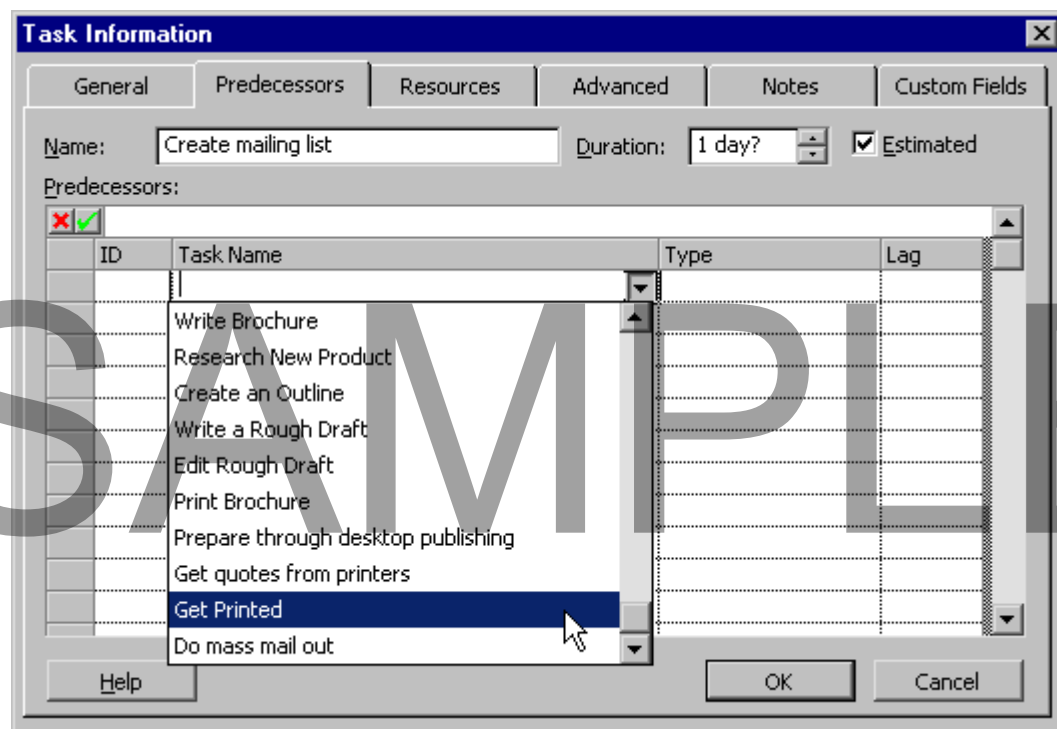 Task Information
General Predecessors Resources Advanced Notes Custom Fields
Name: Create mailing list Duration: 1 day? Estimated
Predecessors:
ID Task Name Type Lag
Write Brochure
Research New Product
Create an Outline
Write a Rough Draft
Edit Rough Draft
Print Brochure
Prepare through desktop publishing
Get quotes from printers
Get Printed
Do mass mail out
Help OK Cancel
SAMPL